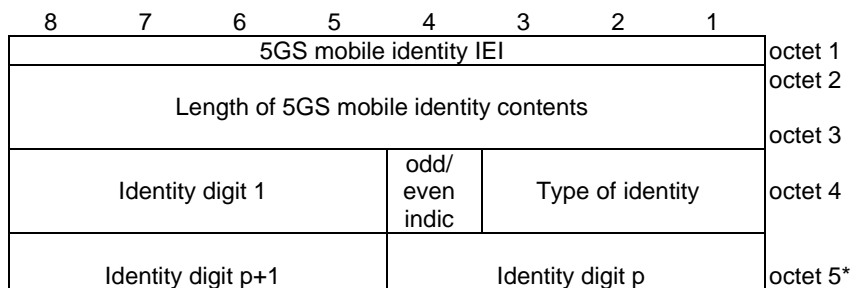 8 7 6 5 4 3 2 1
5GS mobile identity IEI octet 1
octet 2
Length of 5GS mobile identity contents
octet 3
odd/
Identity digit 1 even Type of identity octet 4
indic
Identity digit p+1 Identity digit p octet 5*